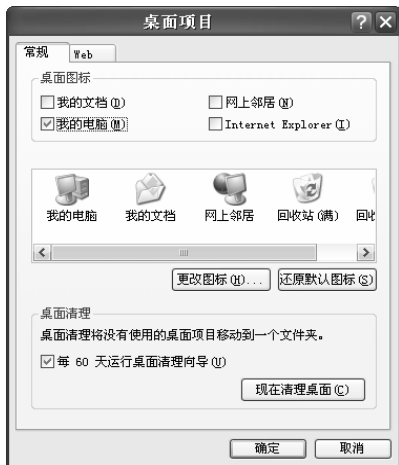 桌面项目
常规 Web
桌面图标
我的文档(D) 网上邻居(N)
我的电脑(M) Internet Explorer(I)
我的电脑 我的文档 网上邻居 回收站(满)
更改图标(H)... 还原默认图标(S)
桌面清理
桌面清理将没有使用的桌面项目移动到一个文件夹。
每 60 天运行桌面清理向导(U)
现在清理桌面(C)
确定 取消